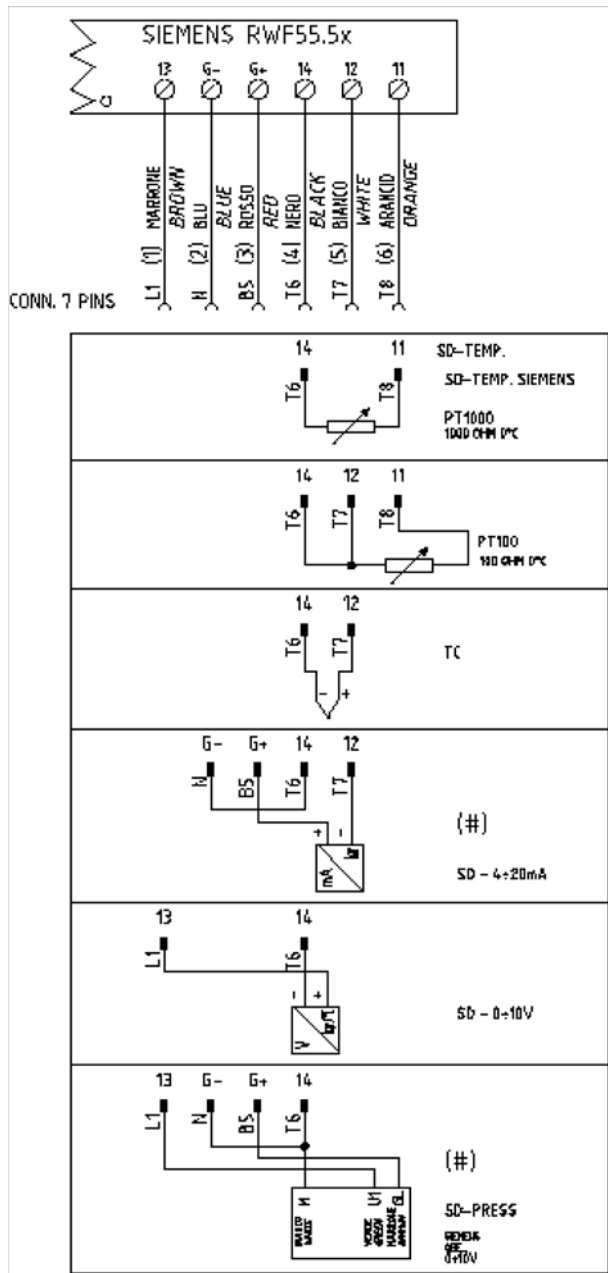 SIEMENS RWF55.5x
13 G- G+ 14 12 11
L1 (1) MARRONE
BROWN
N (2) BLU
BLUE
BS (3) ROSSO
RED
T6 (4) NERO
BLACK
T7 (5) BIANCO
WHITE
T8 (6) ARANCIO
ORANGE
CONN. 7 PINS
14 11 SD-TEMP.
T6 T8 SD-TEMP. SIEMENS
PT1000
1000 OHM 0°C
14 12 11
T6 T7 T8
PT100
100 OHM 0°C
14 12
T6 T7
TC
- +
G- G+ 14 12
N BS T6 T7
(#)
+ -
mA
SD - 4÷20mA
13 14
L1 T6
- +
V
SD - 0÷10V
13 G- G+ 14
L1 N BS T6
(#)
M U1 GL
SD-PRESS
SIEMENS
0÷10V